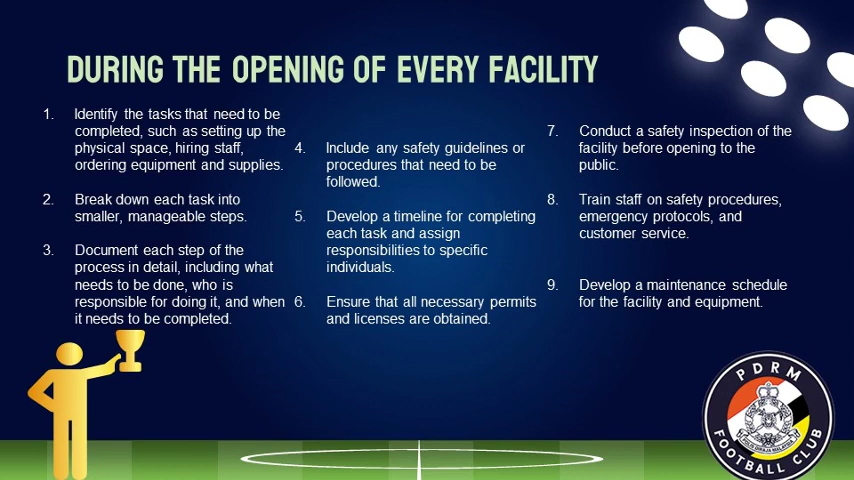 DURING THE OPENING OF EVERY FACILITY
1. Identify the tasks that need to be
completed, such as setting up the
physical space, hiring staff,
ordering equipment and supplies.
2. Break down each task into
smaller, manageable steps.
3. Document each step of the
process in detail, including what
needs to be done, who is
responsible for doing it, and when
it needs to be completed.
4. Include any safety guidelines or
procedures that need to be
followed.
5. Develop a timeline for completing
each task and assign
responsibilities to specific
individuals.
6. Ensure that all necessary permits
and licenses are obtained.
7. Conduct a safety inspection of the
facility before opening to the
public.
8. Train staff on safety procedures,
emergency protocols, and
customer service.
9. Develop a maintenance schedule
for the facility and equipment.
PDRM
FOOTBALL CLUB